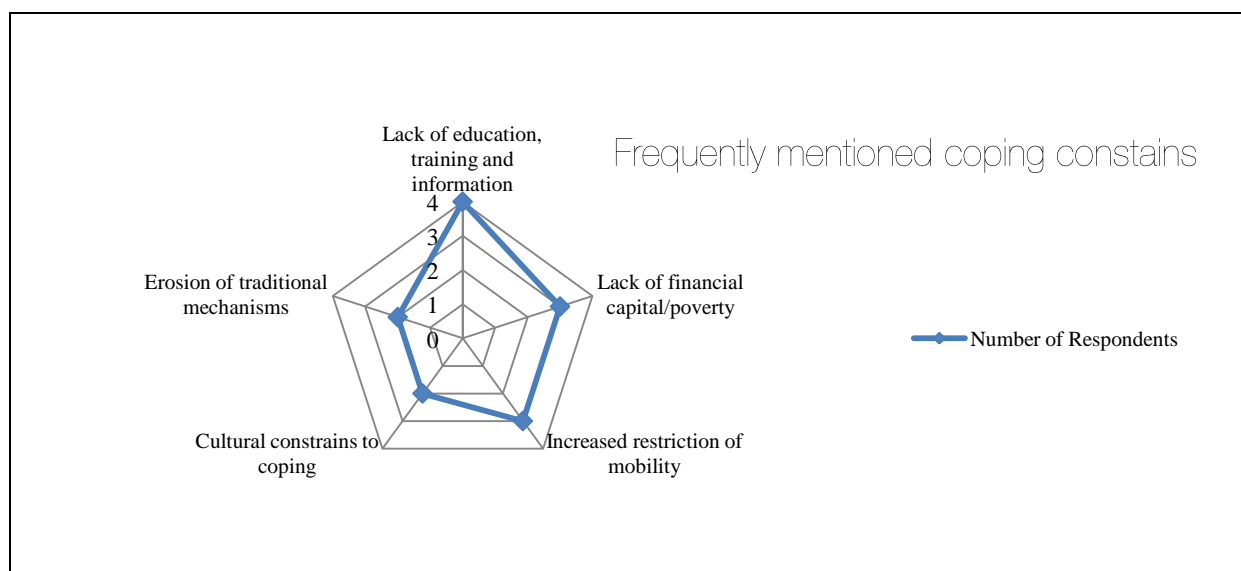 Frequently mentioned coping constains
Lack of education,
training and
information
4
3
2
1
0
Lack of financial
capital/poverty
Increased restriction of
mobility
Cultural constrains to
coping
Erosion of traditional
mechanisms
Number of Respondents